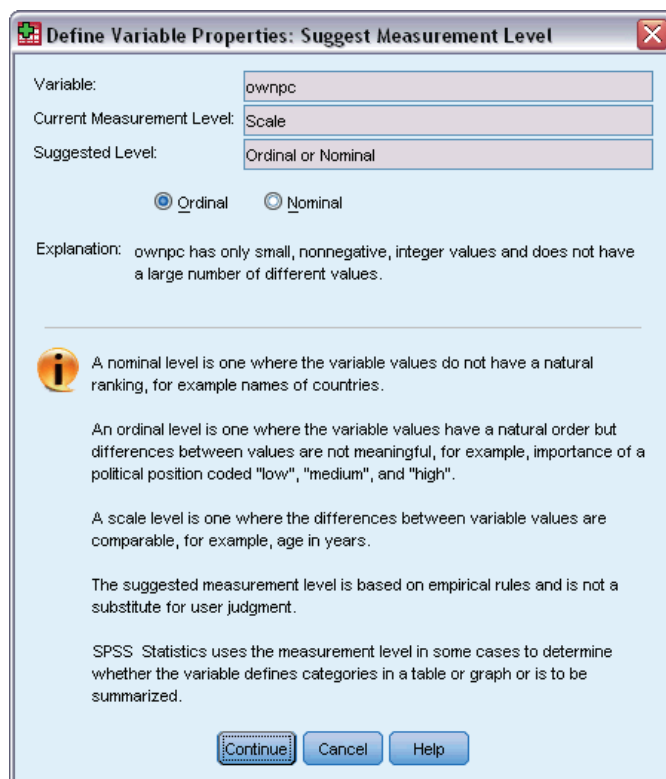 Define Variable Properties: Suggest Measurement Level
Variable: ownpc
Current Measurement Level: Scale
Suggested Level: Ordinal or Nominal
Ordinal Nominal
Explanation: ownpc has only small, nonnegative, integer values and does not have
a large number of different values.
A nominal level is one where the variable values do not have a natural
ranking, for example names of countries.
An ordinal level is one where the variable values have a natural order but
differences between values are not meaningful, for example, importance of a
political position coded "low", "medium", and "high".
A scale level is one where the differences between variable values are
comparable, for example, age in years.
The suggested measurement level is based on empirical rules and is not a
substitute for user judgment.
SPSS Statistics uses the measurement level in some cases to determine
whether the variable defines categories in a table or graph or is to be
summarized.
Continue Cancel Help